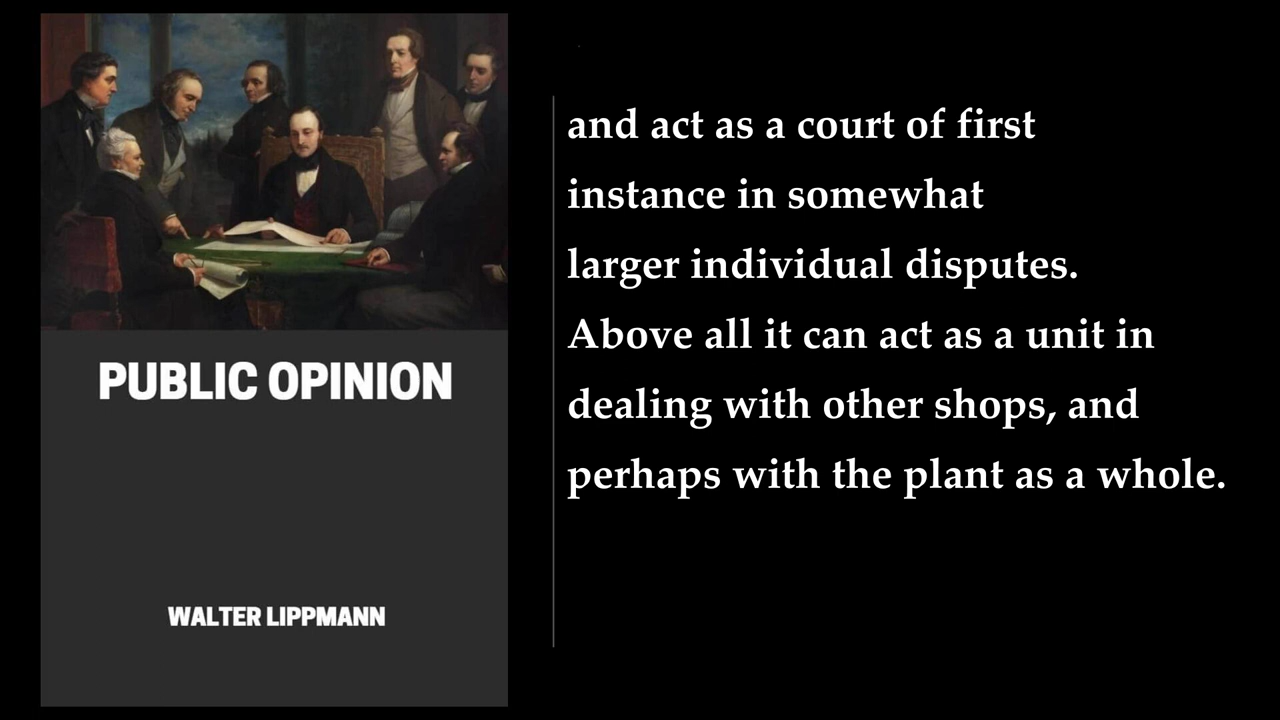 PUBLIC OPINION
WALTER LIPPMANN
and act as a court of first
instance in somewhat
larger individual disputes.
Above all it can act as a unit in
dealing with other shops, and
perhaps with the plant as a whole.